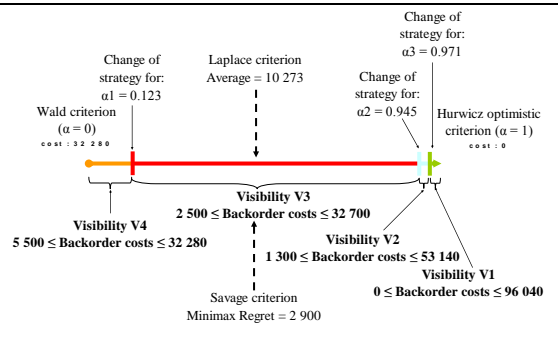 Change of
strategy for:
α3 = 0.971
Laplace criterion
Average = 10 273
Change of
strategy for:
α1 = 0.123
Change of
strategy for:
α2 = 0.945
Wald criterion
(α = 0)
cost : 32 280
Hurwicz optimistic
criterion (α = 1)
cost : 0
Visibility V3
2 500 ≤ Backorder costs ≤ 32 700
Visibility V4
5 500 ≤ Backorder costs ≤ 32 280
Visibility V2
1 300 ≤ Backorder costs ≤ 53 140
Visibility V1
0 ≤ Backorder costs ≤ 96 040
Savage criterion
Minimax Regret = 2 900